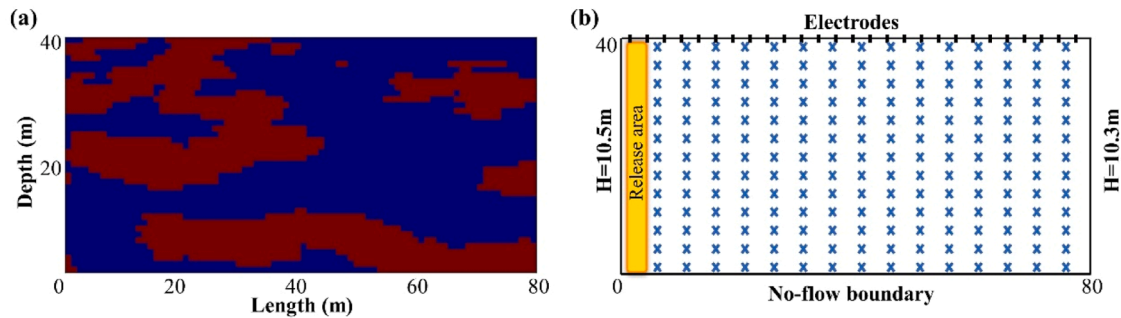 (a)
40
20
Depth (m)
0
20
40
60
80
Length (m)
(b)
Electrodes
40
H=10.5m
Release area
H=10.3m
0
80
No-flow boundary